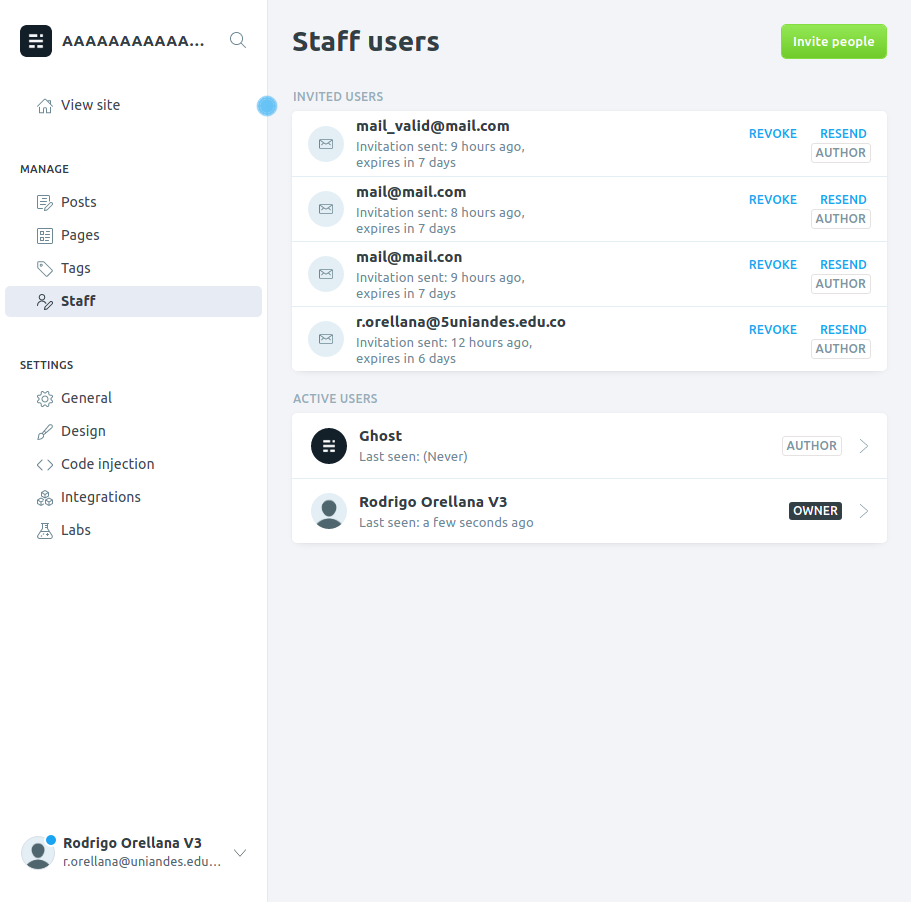 AAAAAAAAAAA...
View site
MANAGE
Posts
Pages
Tags
Staff
SETTINGS
General
Design
Code injection
Integrations
Labs
Rodrigo Orellana V3
r.orellana@uniandes.edu...
Staff users
Invite people
INVITED USERS
mail_valid@mail.com
Invitation sent: 9 hours ago,
expires in 7 days
REVOKE RESEND
AUTHOR
mail@mail.com
Invitation sent: 8 hours ago,
expires in 7 days
REVOKE RESEND
AUTHOR
mail@mail.con
Invitation sent: 9 hours ago,
expires in 7 days
REVOKE RESEND
AUTHOR
r.orellana@5uniandes.edu.co
Invitation sent: 12 hours ago,
expires in 6 days
REVOKE RESEND
AUTHOR
ACTIVE USERS
Ghost
Last seen: (Never)
AUTHOR
Rodrigo Orellana V3
Last seen: a few seconds ago
OWNER